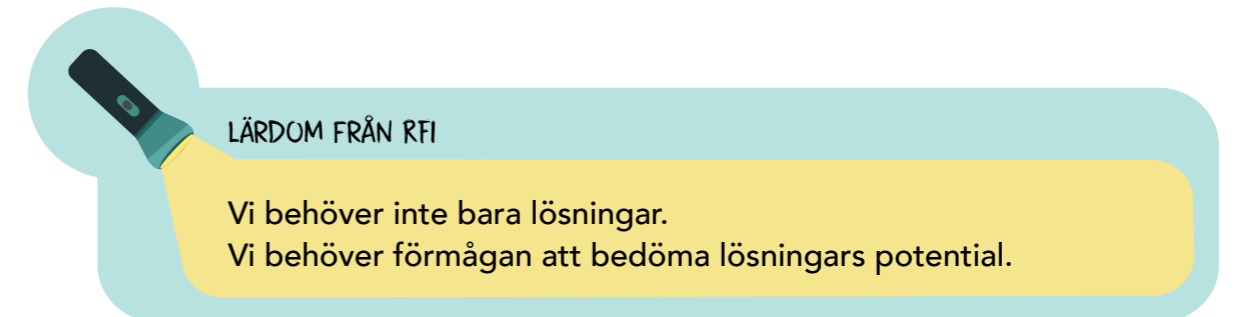 LÄRDOM FRÅN RFI
Vi behöver inte bara lösningar.
Vi behöver förmågan att bedöma lösningars potential.